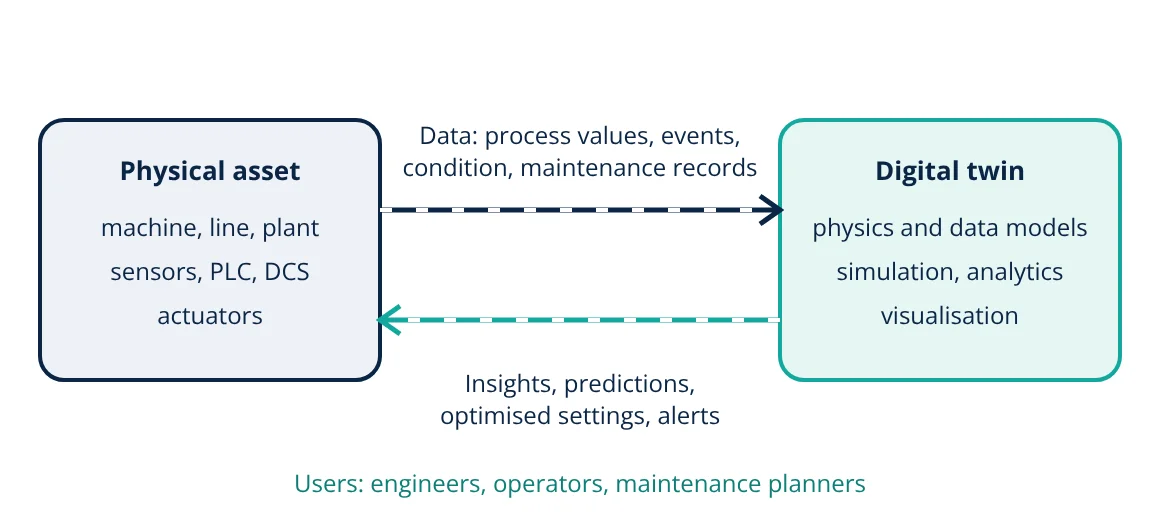 Physical asset
machine, line, plant
sensors, PLC, DCS
actuators
Data: process values, events,
condition, maintenance records
Insights, predictions,
optimised settings, alerts
Digital twin
physics and data models
simulation, analytics
visualisation
Users: engineers, operators, maintenance planners